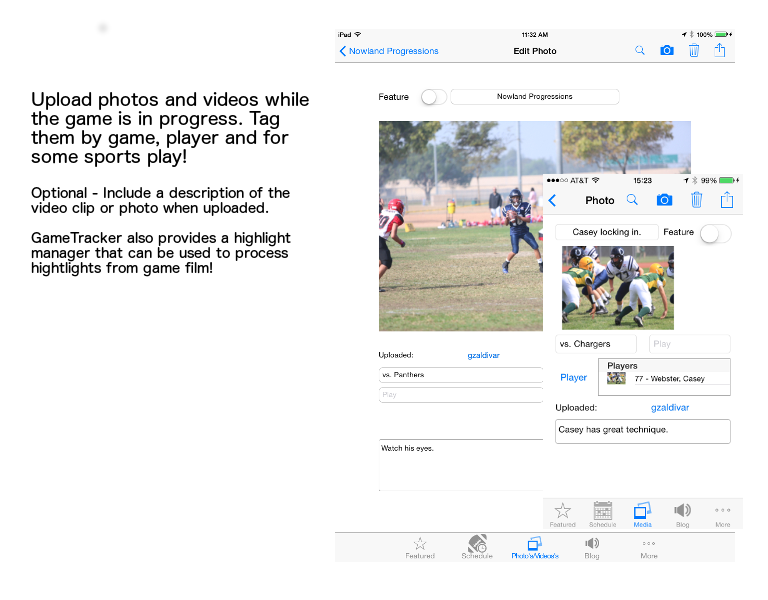 Upload photos and videos while
the game is in progress. Tag
them by game, player and for
some sports play!
Optional - Include a description of the
video clip or photo when uploaded.
GameTracker also provides a highlight
manager that can be used to process
hightlights from game film!
iPad 11:32 AM 100%
Nowland Progressions Edit Photo
Feature Nowland Progressions
Uploaded: gzaldivar
vs. Panthers
Play
Watch his eyes.
Featured Schedule Photo's/Videos's Blog More
AT&T 15:23 99%
Photo
Casey locking in. Feature
vs. Chargers Play
Players
Player 77 - Webster, Casey
Uploaded: gzaldivar
Casey has great technique.
Featured Schedule Media Blog More